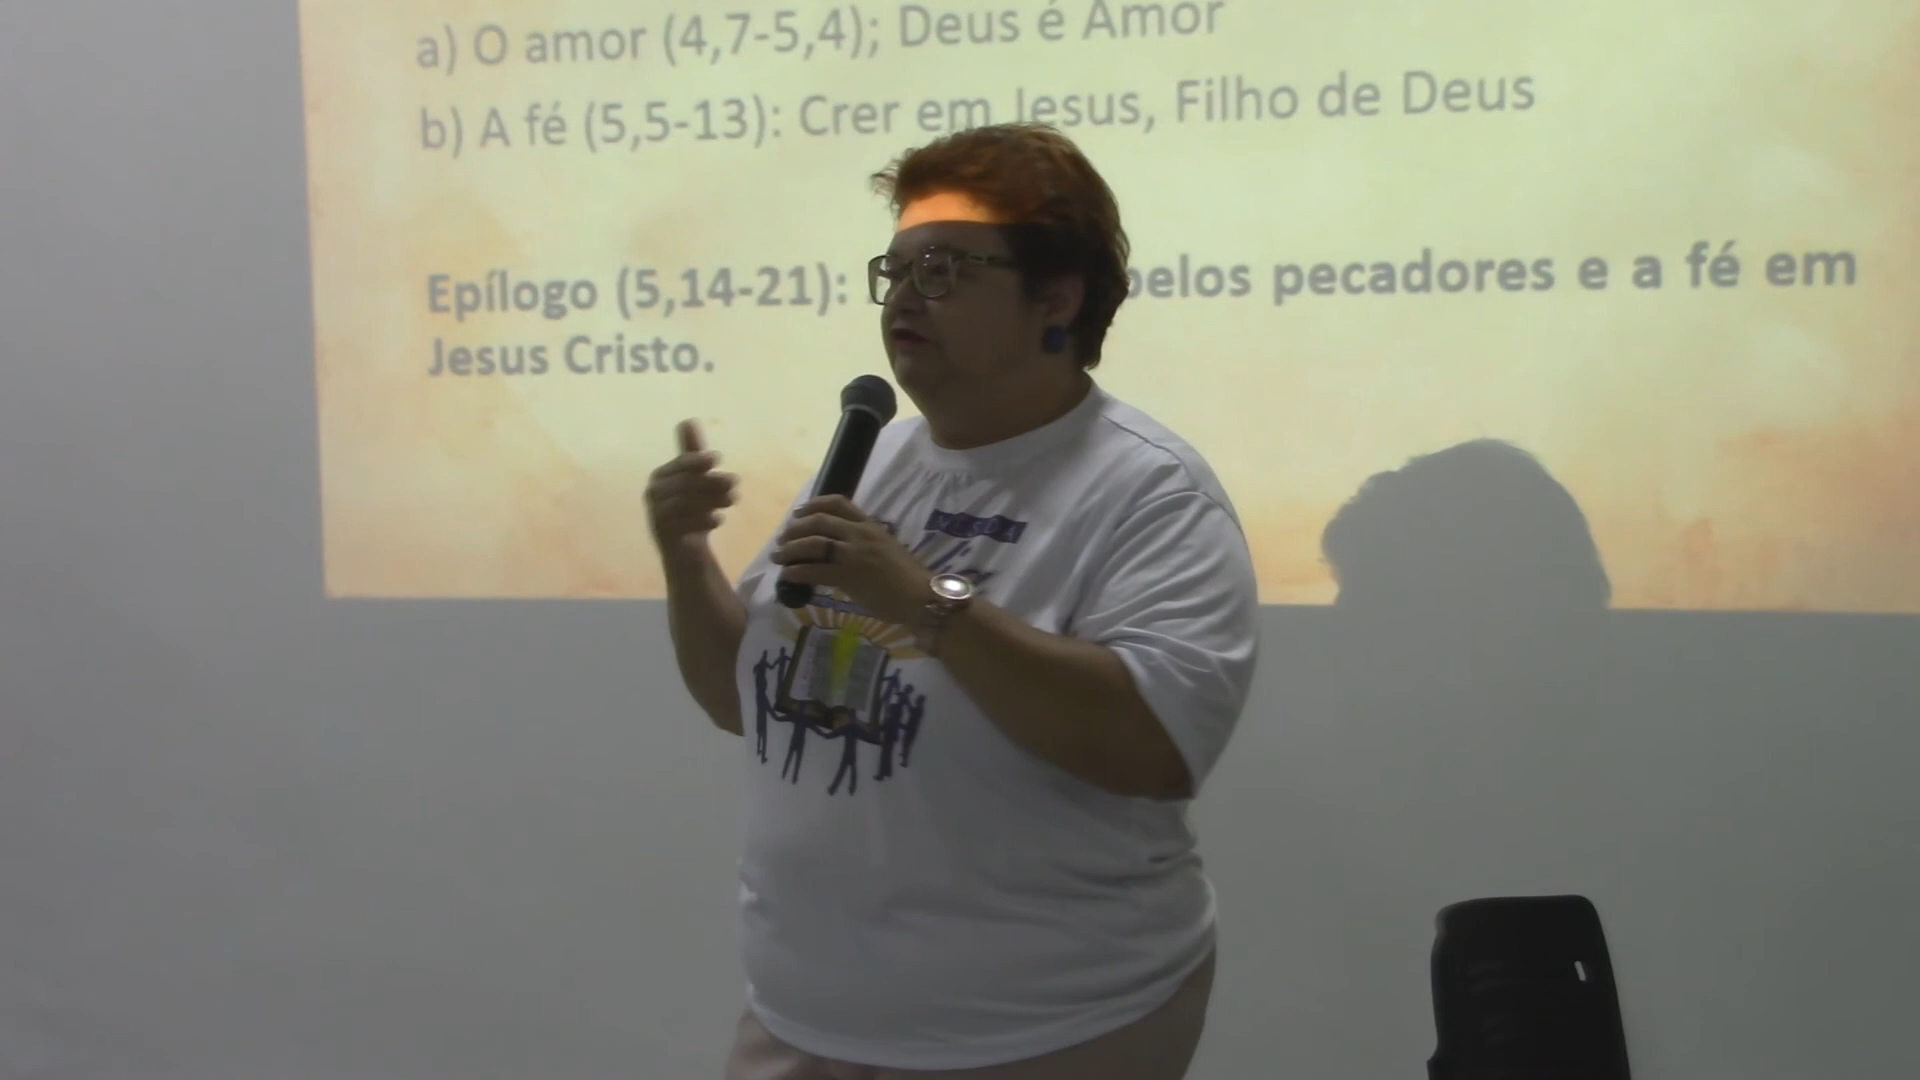 a) O amor (4,7-5,4); Deus é Amor
b) A fé (5,5-13): Crer em Jesus, Filho de Deus
Epílogo (5,14-21): pelos pecadores e a fé em
Jesus Cristo.